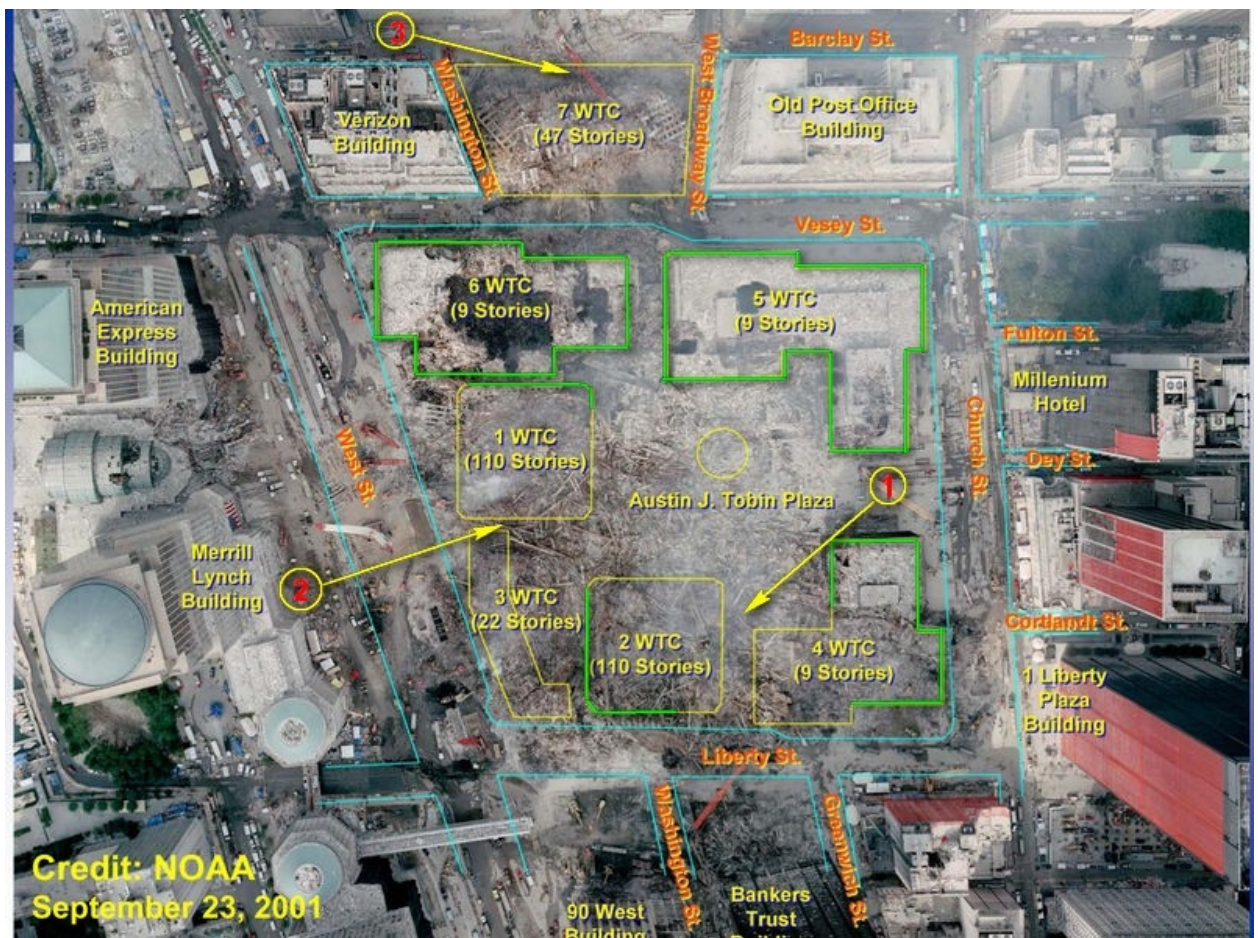 3
Barclay St.
Washington St.
West Broadway St.
7 WTC
(47 Stories)
Verizon
Building
Old Post Office
Building
Vesey St.
6 WTC
(9 Stories)
5 WTC
(9 Stories)
American
Express
Building
Fulton St.
Millenium
Hotel
1 WTC
(110 Stories)
West St.
Church St.
Dey St.
1
Austin J. Tobin Plaza
Merrill
Lynch
Building
2
3 WTC
(22 Stories)
2 WTC
(110 Stories)
4 WTC
(9 Stories)
Cortlandt St.
1 Liberty
Plaza
Building
Liberty St.
Washington St.
Greenwich St.
Credit: NOAA
September 23, 2001
90 West
Building
Bankers
Trust
Building